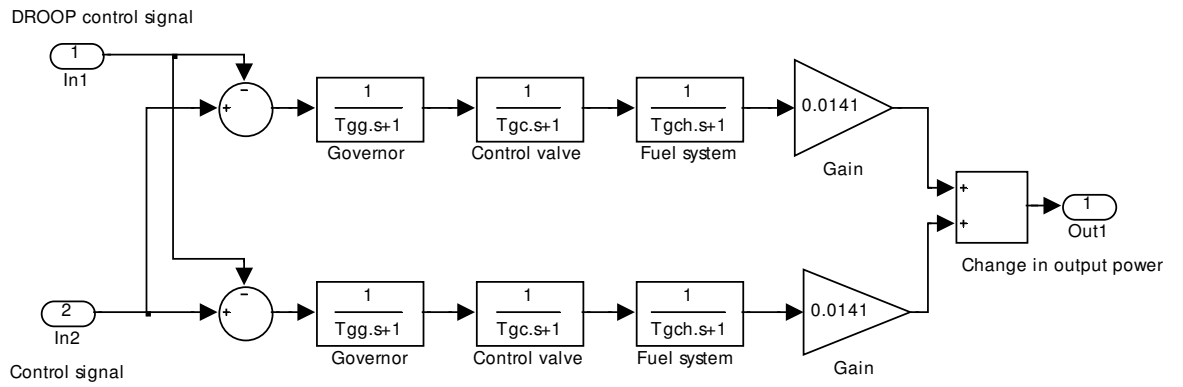 DROOP control signal
1
In1
−
+
1
Tgg.s+1
Governor
1
Tgc.s+1
Control valve
1
Tgch.s+1
Fuel system
0.0141
Gain
+
+
1
Out1
Change in output power
2
In2
Control signal
−
+
1
Tgg.s+1
Governor
1
Tgc.s+1
Control valve
1
Tgch.s+1
Fuel system
0.0141
Gain